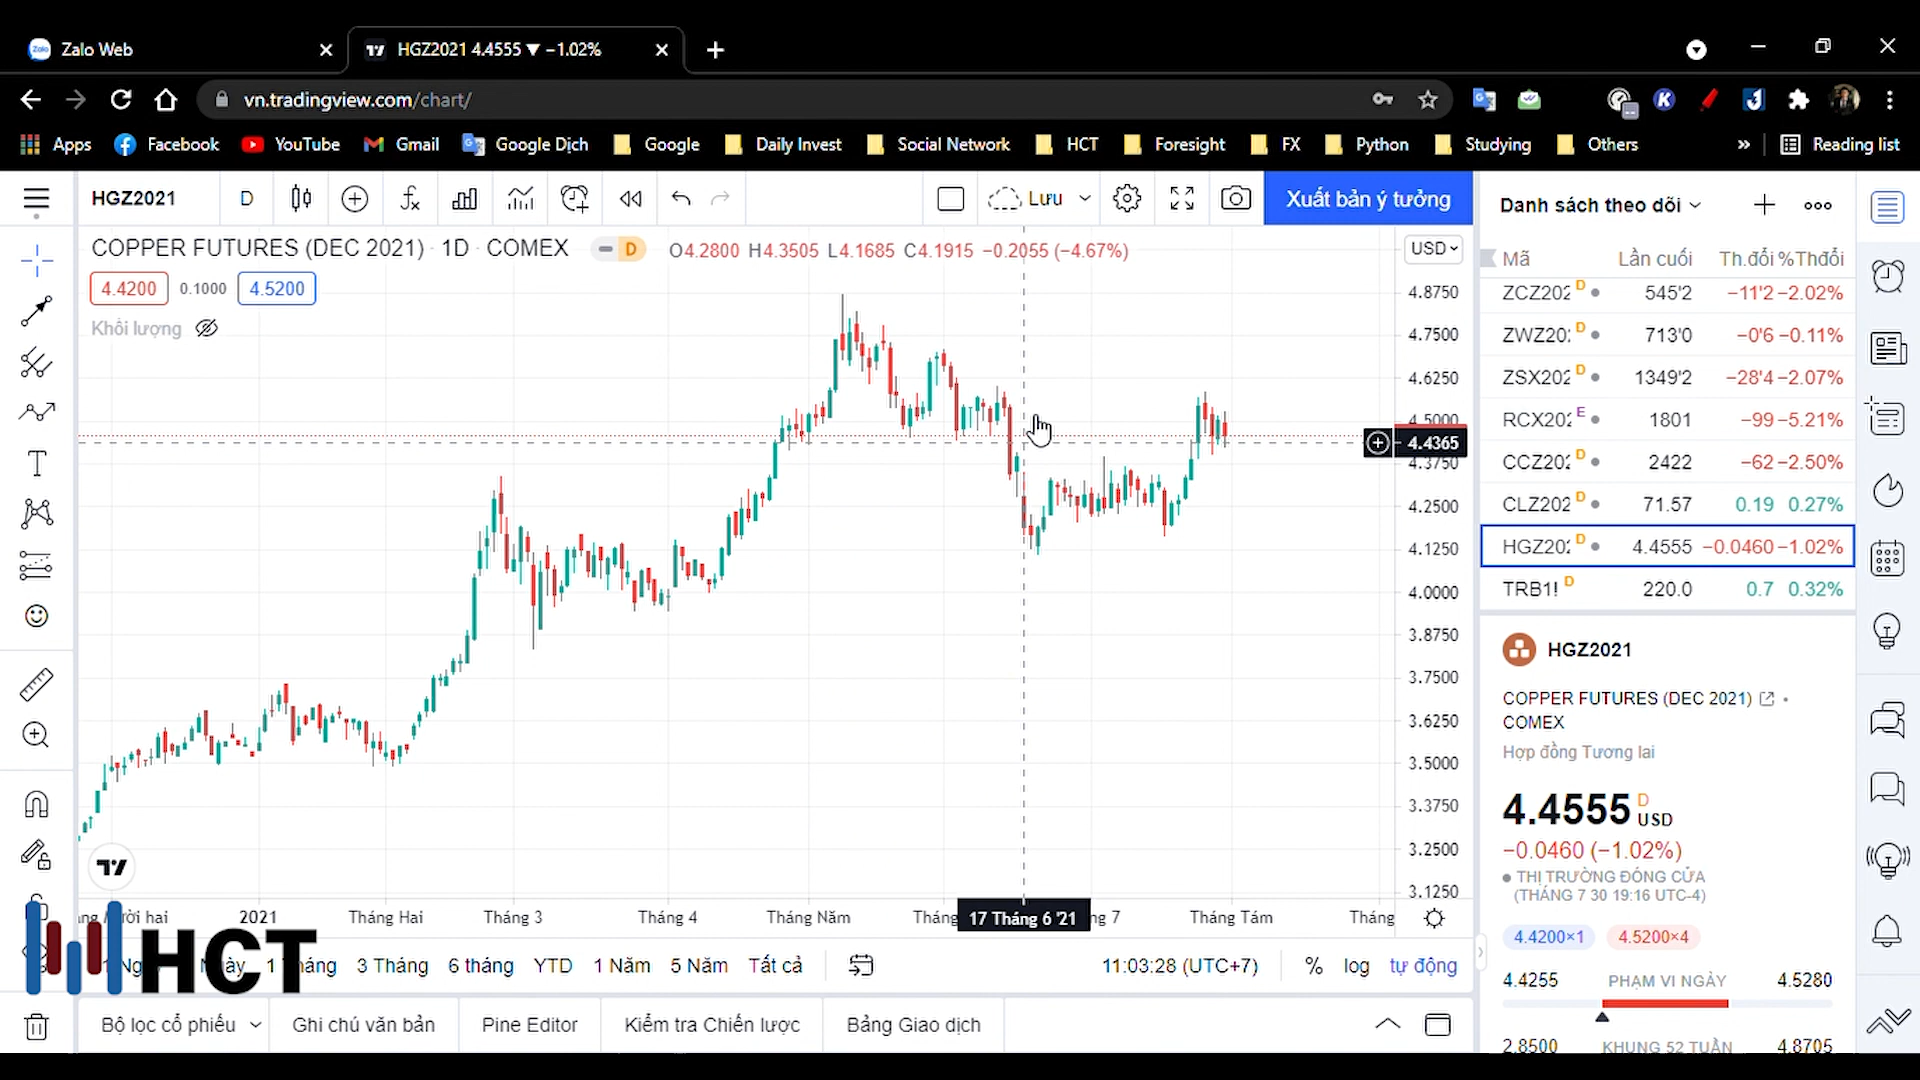 Zalo Web
HGZ2021 4.4555 ▼ −1.02%
vn.tradingview.com/chart/
Apps Facebook YouTube Gmail Google Dịch Google Daily Invest Social Network HCT Foresight FX Python Studying Others » Reading list
HGZ2021 D Lưu Xuất bản ý tưởng
COPPER FUTURES (DEC 2021) · 1D · COMEX D O4.2800 H4.3505 L4.1685 C4.1915 −0.2055 (−4.67%)
4.4200 0.1000 4.5200
Khối lượng
USD
4.8750
4.7500
4.6250
4.5000
4.4365
4.3750
4.2500
4.1250
4.0000
3.8750
3.7500
3.6250
3.5000
3.3750
3.2500
3.1250
2021 Tháng Hai Tháng 3 Tháng 4 Tháng Năm Tháng 17 Tháng 6 '21 Tháng Tám Tháng
HCT
3 Tháng 6 tháng YTD 1 Năm 5 Năm Tất cả 11:03:28 (UTC+7) % log tự động
Bộ lọc cổ phiếu Ghi chú văn bản Pine Editor Kiểm tra Chiến lược Bảng Giao dịch
Danh sách theo dõi
Mã Lần cuối Th.đổi %Thđổi
ZCZ202 D 545'2 −11'2 −2.02%
ZWZ20 D 713'0 −0'6 −0.11%
ZSX202 D 1349'2 −28'4 −2.07%
RCX202 E 1801 −99 −5.21%
CCZ202 D 2422 −62 −2.50%
CLZ202 D 71.57 0.19 0.27%
HGZ202 D 4.4555 −0.0460 −1.02%
TRB1! D 220.0 0.7 0.32%
HGZ2021
COPPER FUTURES (DEC 2021) •
COMEX
Hợp đồng Tương lai
4.4555 D USD
−0.0460 (−1.02%)
● THỊ TRƯỜNG ĐÓNG CỬA
(THÁNG 7 30 19:16 UTC-4)
4.4200×1 4.5200×4
4.4255 PHẠM VI NGÀY 4.5280
2.8500 KHUNG 52 TUẦN 4.8705